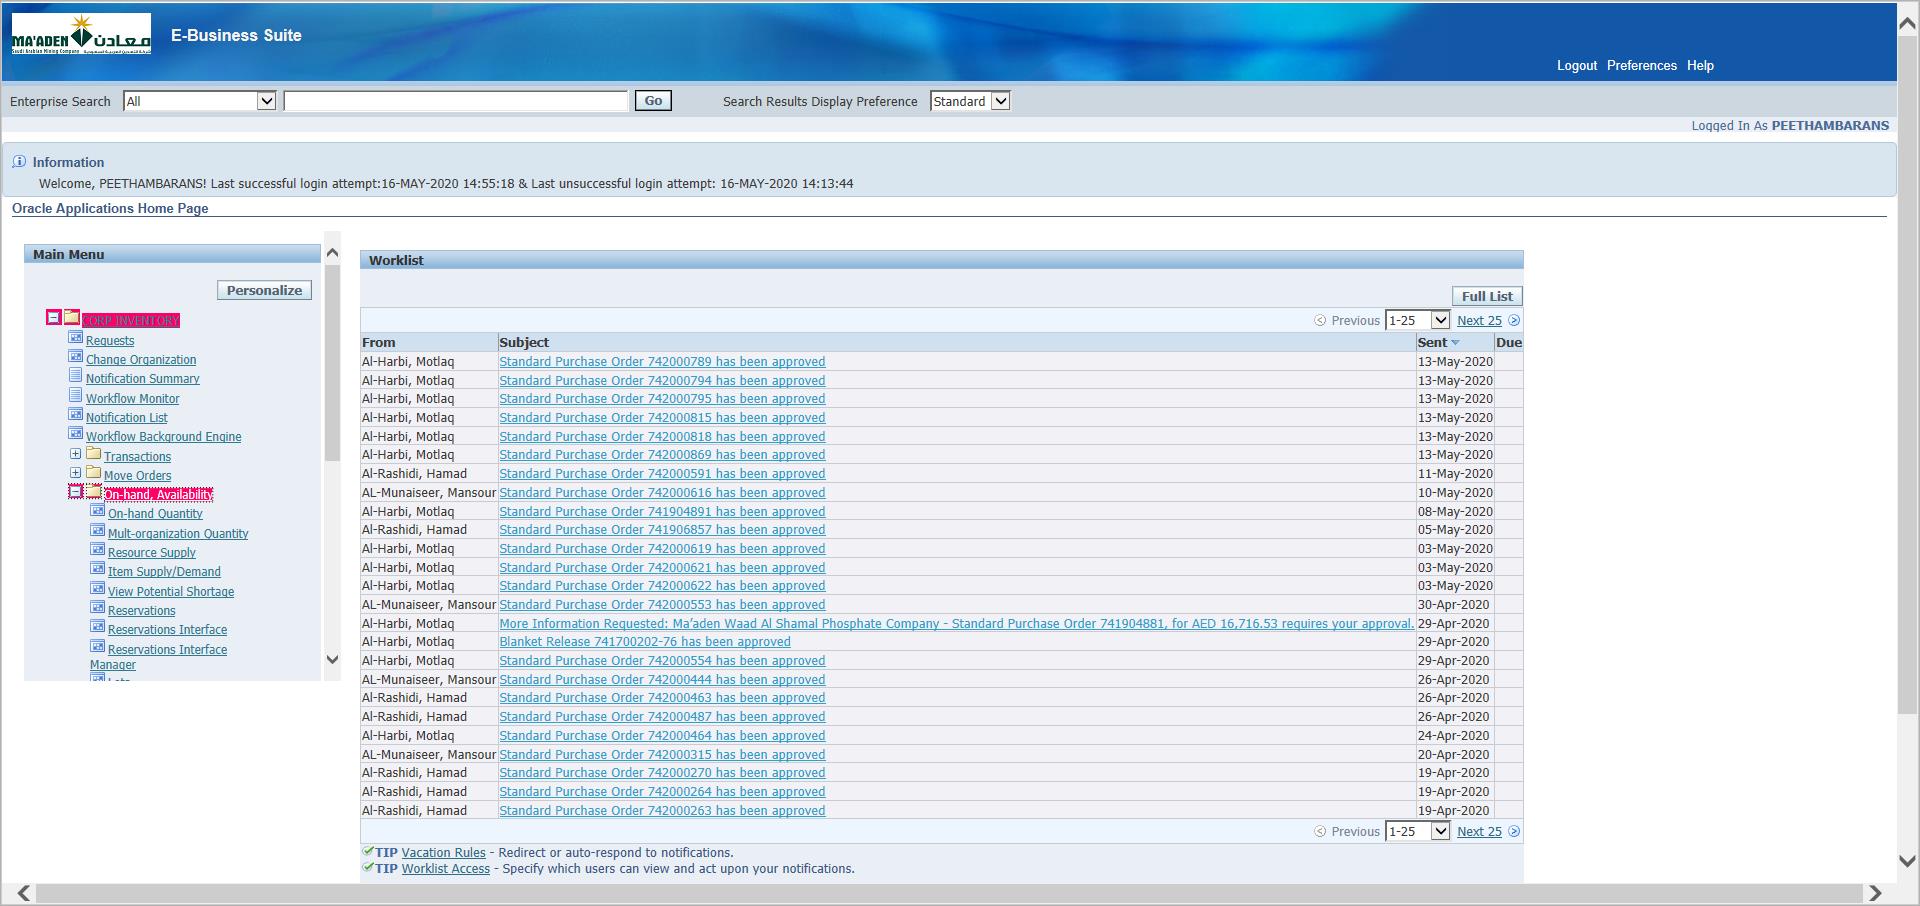 MA'ADEN معادن
Saudi Arabian Mining Company
E-Business Suite
Logout Preferences Help
Enterprise Search All Go Search Results Display Preference Standard
Logged In As PEETHAMBARANS
Information
Welcome, PEETHAMBARANS! Last successful login attempt:16-MAY-2020 14:55:18 & Last unsuccessful login attempt: 16-MAY-2020 14:13:44
Oracle Applications Home Page
Main Menu
Personalize
CORP INVENTORY
Requests
Change Organization
Notification Summary
Workflow Monitor
Notification List
Workflow Background Engine
Transactions
Move Orders
On-hand, Availability
On-hand Quantity
Mult-organization Quantity
Resource Supply
Item Supply/Demand
View Potential Shortage
Reservations
Reservations Interface
Reservations Interface
Manager
Worklist
Full List
Previous 1-25 Next 25
From Subject Sent Due
Al-Harbi, Motlaq Standard Purchase Order 742000789 has been approved 13-May-2020
Al-Harbi, Motlaq Standard Purchase Order 742000794 has been approved 13-May-2020
Al-Harbi, Motlaq Standard Purchase Order 742000795 has been approved 13-May-2020
Al-Harbi, Motlaq Standard Purchase Order 742000815 has been approved 13-May-2020
Al-Harbi, Motlaq Standard Purchase Order 742000818 has been approved 13-May-2020
Al-Harbi, Motlaq Standard Purchase Order 742000869 has been approved 13-May-2020
Al-Rashidi, Hamad Standard Purchase Order 742000591 has been approved 11-May-2020
AL-Munaiseer, Mansour Standard Purchase Order 742000616 has been approved 10-May-2020
Al-Harbi, Motlaq Standard Purchase Order 741904891 has been approved 08-May-2020
Al-Rashidi, Hamad Standard Purchase Order 741906857 has been approved 05-May-2020
Al-Harbi, Motlaq Standard Purchase Order 742000619 has been approved 03-May-2020
Al-Harbi, Motlaq Standard Purchase Order 742000621 has been approved 03-May-2020
Al-Harbi, Motlaq Standard Purchase Order 742000622 has been approved 03-May-2020
AL-Munaiseer, Mansour Standard Purchase Order 742000553 has been approved 30-Apr-2020
Al-Harbi, Motlaq More Information Requested: Ma’aden Waad Al Shamal Phosphate Company - Standard Purchase Order 741904881, for AED 16,716.53 requires your approval. 29-Apr-2020
Al-Harbi, Motlaq Blanket Release 741700202-76 has been approved 29-Apr-2020
Al-Harbi, Motlaq Standard Purchase Order 742000554 has been approved 29-Apr-2020
AL-Munaiseer, Mansour Standard Purchase Order 742000444 has been approved 26-Apr-2020
Al-Rashidi, Hamad Standard Purchase Order 742000463 has been approved 26-Apr-2020
Al-Rashidi, Hamad Standard Purchase Order 742000487 has been approved 26-Apr-2020
Al-Harbi, Motlaq Standard Purchase Order 742000464 has been approved 24-Apr-2020
AL-Munaiseer, Mansour Standard Purchase Order 742000315 has been approved 20-Apr-2020
Al-Rashidi, Hamad Standard Purchase Order 742000270 has been approved 19-Apr-2020
Al-Rashidi, Hamad Standard Purchase Order 742000264 has been approved 19-Apr-2020
Al-Rashidi, Hamad Standard Purchase Order 742000263 has been approved 19-Apr-2020
Previous 1-25 Next 25
TIP Vacation Rules - Redirect or auto-respond to notifications.
TIP Worklist Access - Specify which users can view and act upon your notifications.